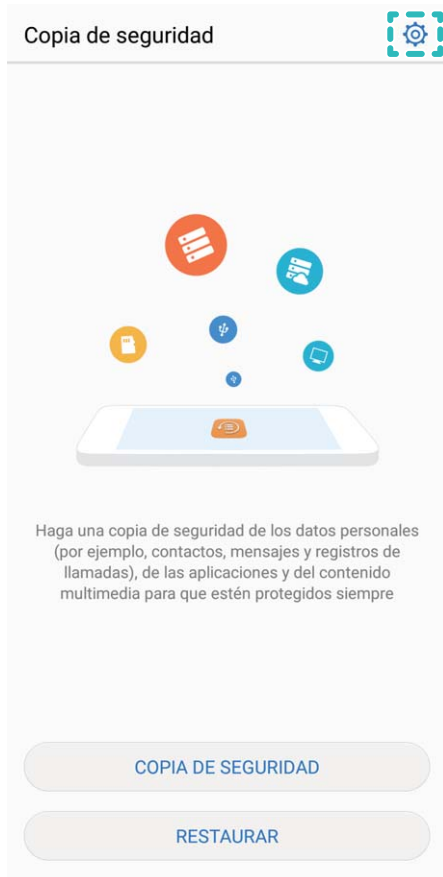 Copia de seguridad
Haga una copia de seguridad de los datos personales
(por ejemplo, contactos, mensajes y registros de
llamadas), de las aplicaciones y del contenido
multimedia para que estén protegidos siempre
COPIA DE SEGURIDAD
RESTAURAR